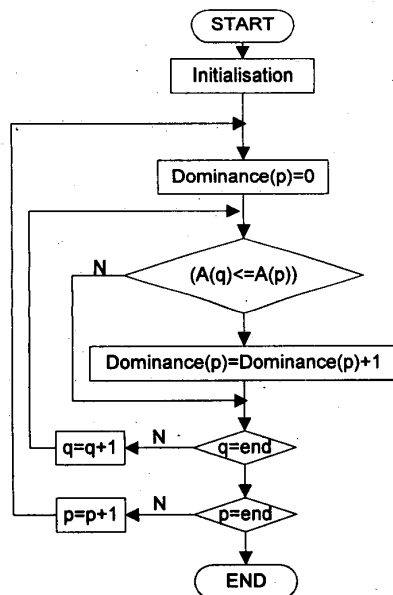 START
Initialisation
Dominance(p)=0
N
(A(q)<=A(p))
Dominance(p)=Dominance(p)+1
q=q+1
N
q=end
p=p+1
N
p=end
END